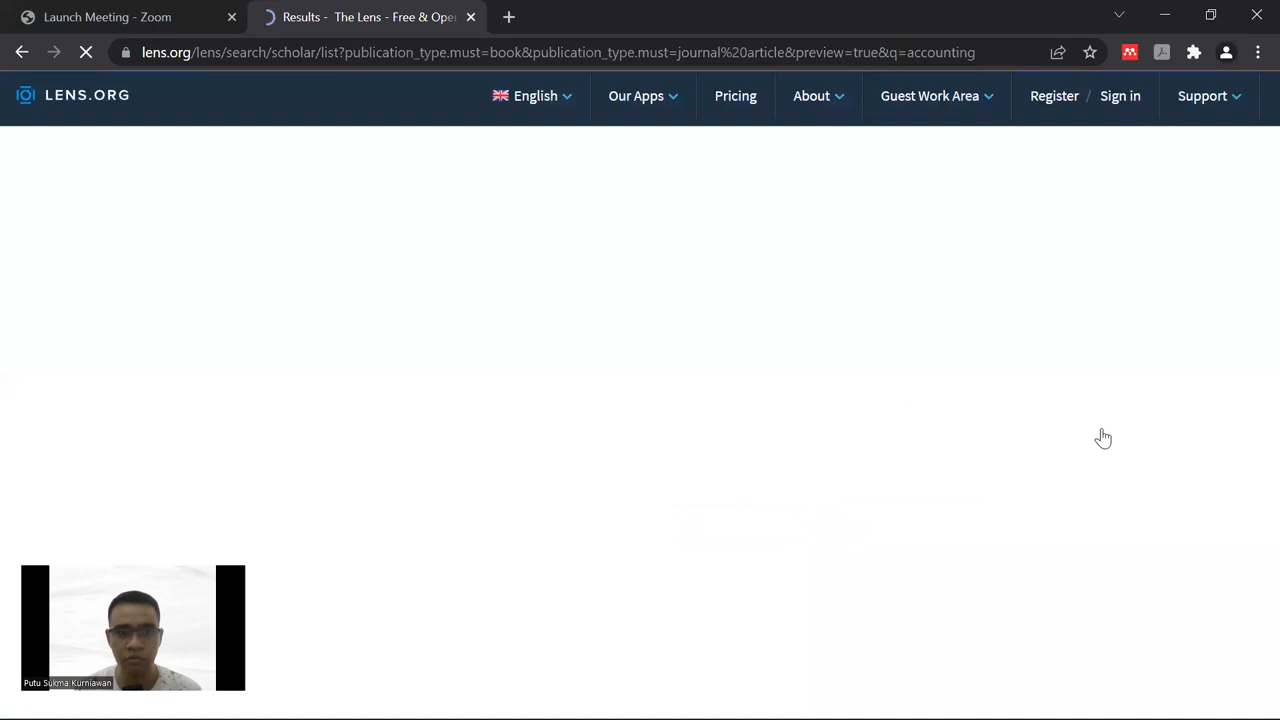 Launch Meeting - Zoom
Results - The Lens - Free & Oper
lens.org/lens/search/scholar/list?publication_type.must=book&publication_type.must=journal%20article&preview=true&q=accounting
LENS.ORG
English
Our Apps
Pricing
About
Guest Work Area
Register / Sign in
Support
Putu Sukma Kurniawan